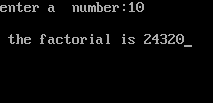 enter a  number:10
the factorial is 24320_